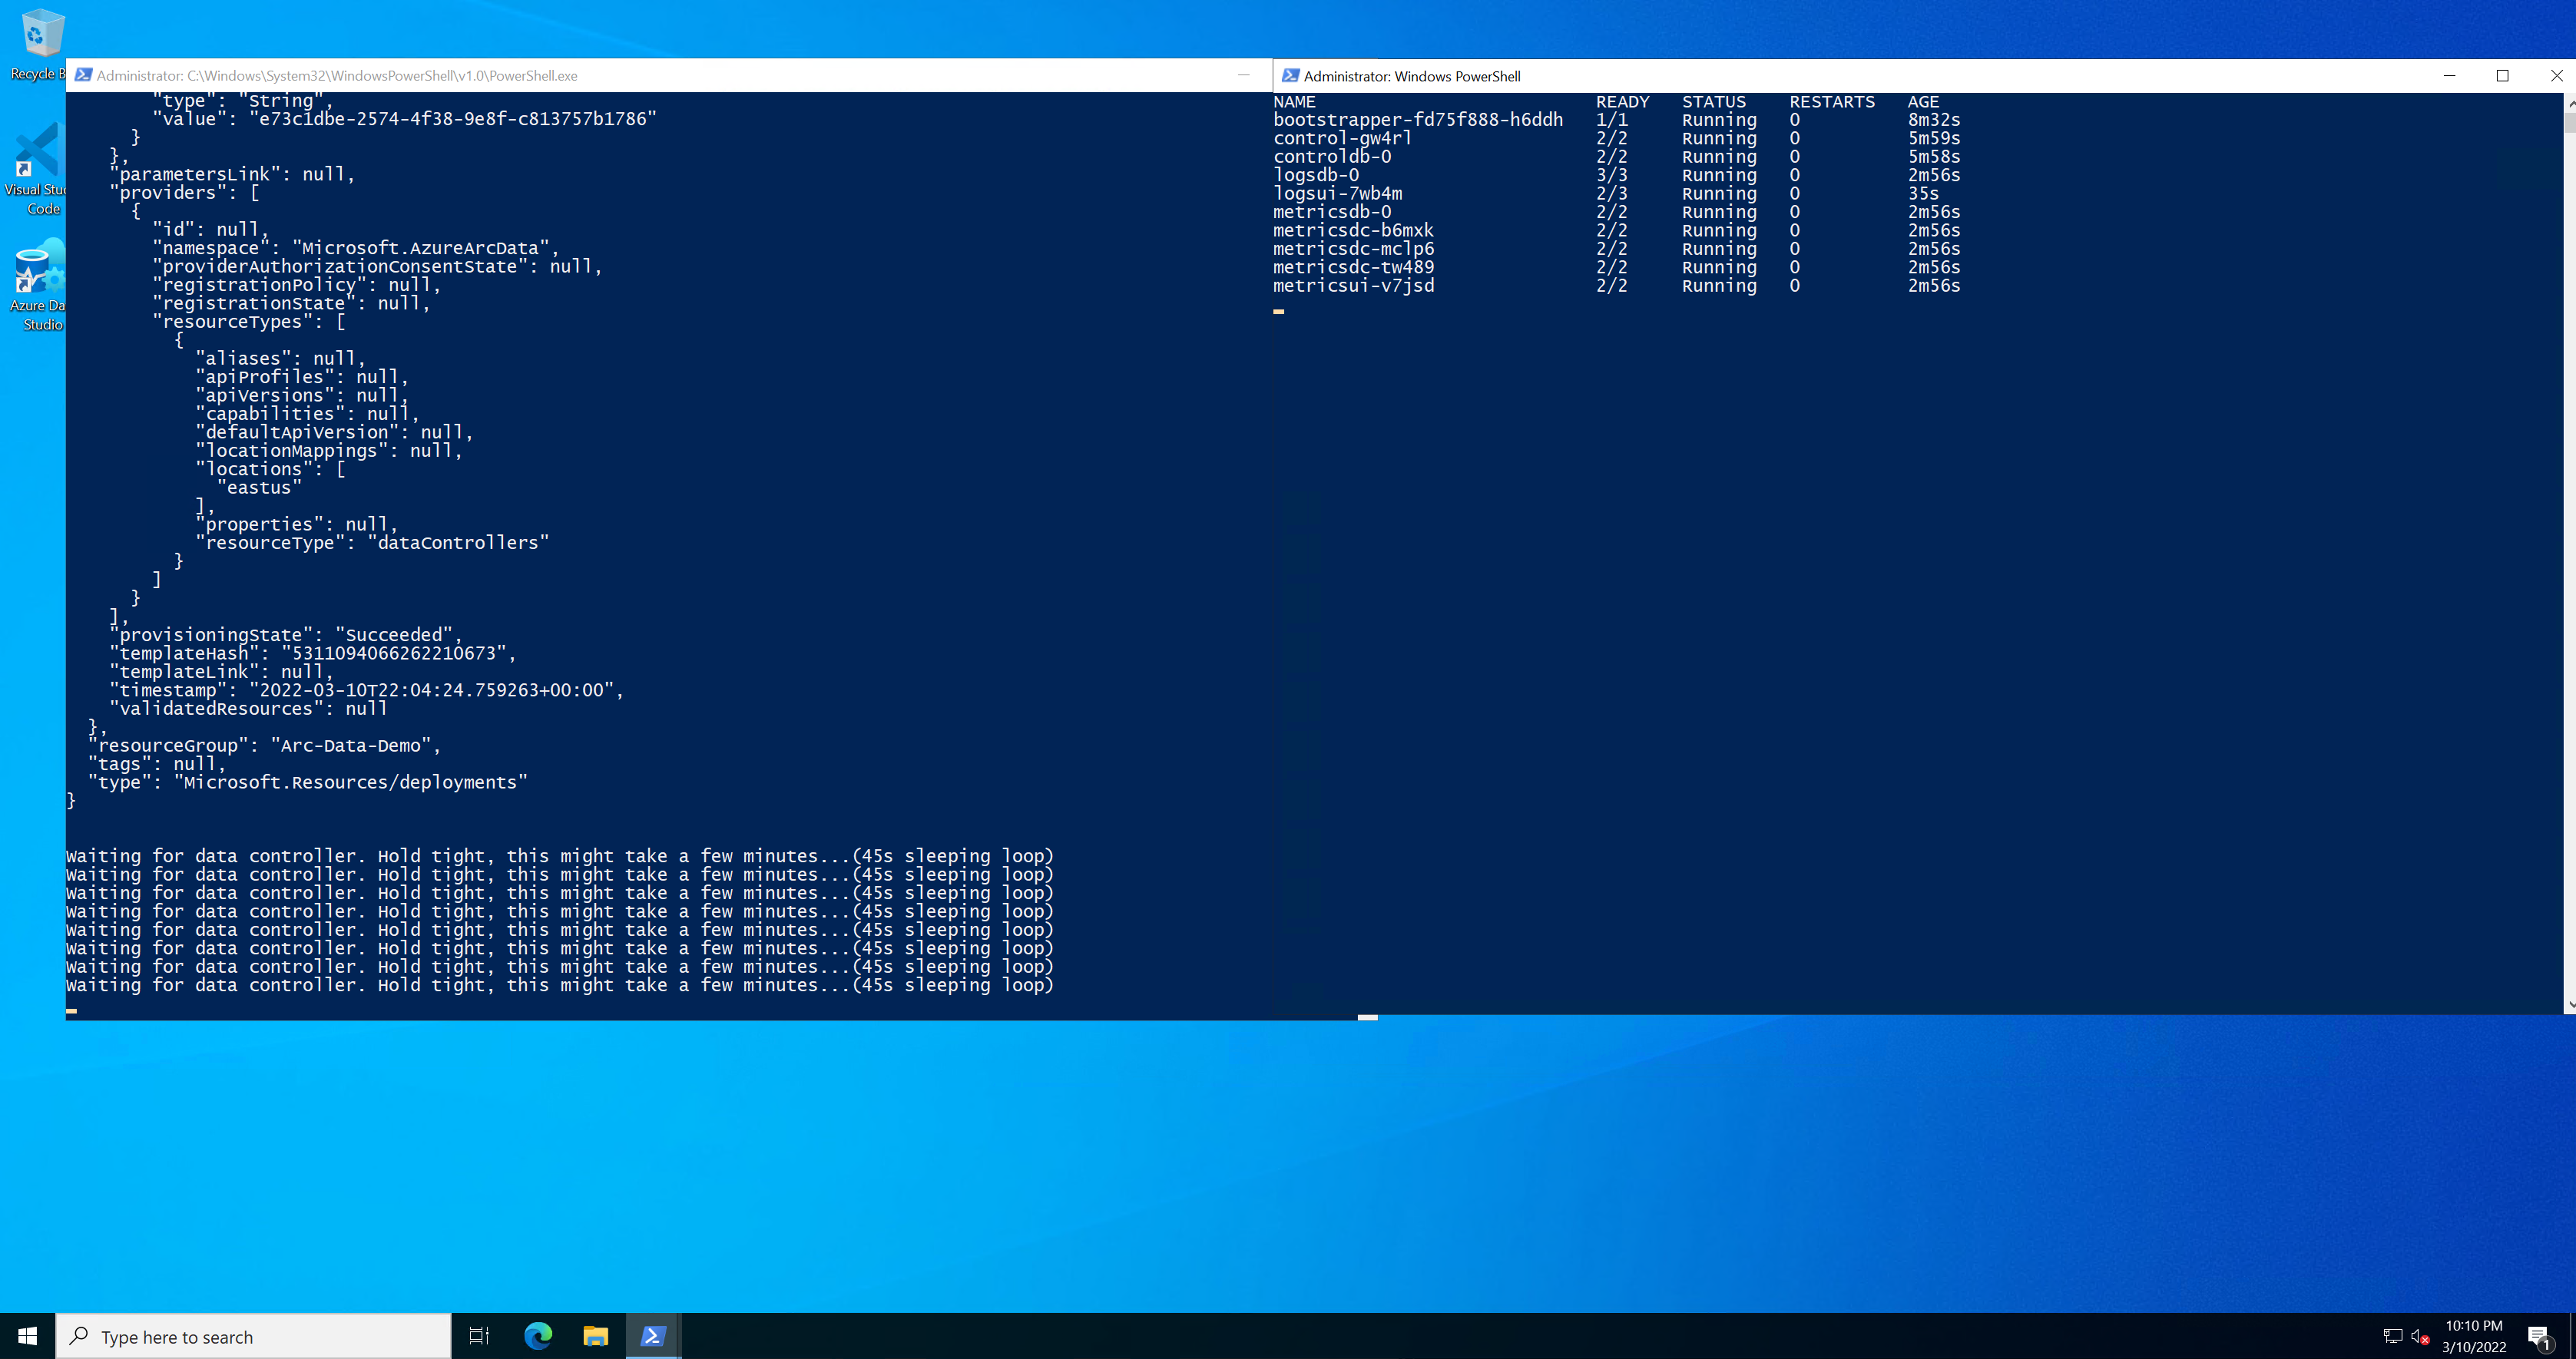 Recycle B
Visual Stud
Code
Azure Da
Studio
Administrator: C:\Windows\System32\WindowsPowerShell\v1.0\PowerShell.exe
"type": "String",
"value": "e73c1dbe-2574-4f38-9e8f-c813757b1786"
}
},
"parametersLink": null,
"providers": [
{
"id": null,
"namespace": "Microsoft.AzureArcData",
"providerAuthorizationConsentState": null,
"registrationPolicy": null,
"registrationState": null,
"resourceTypes": [
{
"aliases": null,
"apiProfiles": null,
"apiVersions": null,
"capabilities": null,
"defaultApiVersion": null,
"locationMappings": null,
"locations": [
"eastus"
],
"properties": null,
"resourceType": "dataControllers"
}
]
}
],
"provisioningState": "Succeeded",
"templateHash": "5311094066262210673",
"templateLink": null,
"timestamp": "2022-03-10T22:04:24.759263+00:00",
"validatedResources": null
},
"resourceGroup": "Arc-Data-Demo",
"tags": null,
"type": "Microsoft.Resources/deployments"
}
Waiting for data controller. Hold tight, this might take a few minutes...(45s sleeping loop)
Waiting for data controller. Hold tight, this might take a few minutes...(45s sleeping loop)
Waiting for data controller. Hold tight, this might take a few minutes...(45s sleeping loop)
Waiting for data controller. Hold tight, this might take a few minutes...(45s sleeping loop)
Waiting for data controller. Hold tight, this might take a few minutes...(45s sleeping loop)
Waiting for data controller. Hold tight, this might take a few minutes...(45s sleeping loop)
Waiting for data controller. Hold tight, this might take a few minutes...(45s sleeping loop)
Waiting for data controller. Hold tight, this might take a few minutes...(45s sleeping loop)
Administrator: Windows PowerShell
NAME READY STATUS RESTARTS AGE
bootstrapper-fd75f888-h6ddh 1/1 Running 0 8m32s
control-gw4rl 2/2 Running 0 5m59s
controldb-0 2/2 Running 0 5m58s
logsdb-0 3/3 Running 0 2m56s
logsui-7wb4m 2/3 Running 0 35s
metricsdb-0 2/2 Running 0 2m56s
metricsdc-b6mxk 2/2 Running 0 2m56s
metricsdc-mclp6 2/2 Running 0 2m56s
metricsdc-tw489 2/2 Running 0 2m56s
metricsui-v7jsd 2/2 Running 0 2m56s
Type here to search
10:10 PM
3/10/2022
1